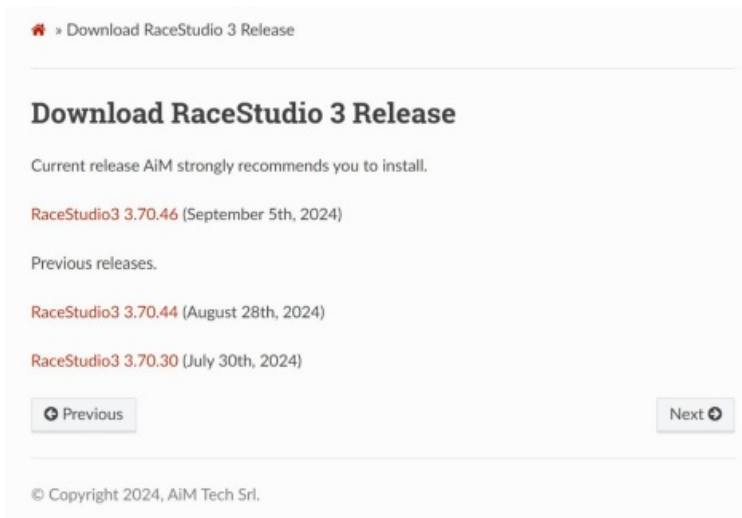 » Download RaceStudio 3 Release
Download RaceStudio 3 Release
Current release AiM strongly recommends you to install.
RaceStudio3 3.70.46 (September 5th, 2024)
Previous releases.
RaceStudio3 3.70.44 (August 28th, 2024)
RaceStudio3 3.70.30 (July 30th, 2024)
Previous
Next
© Copyright 2024, AiM Tech Srl.